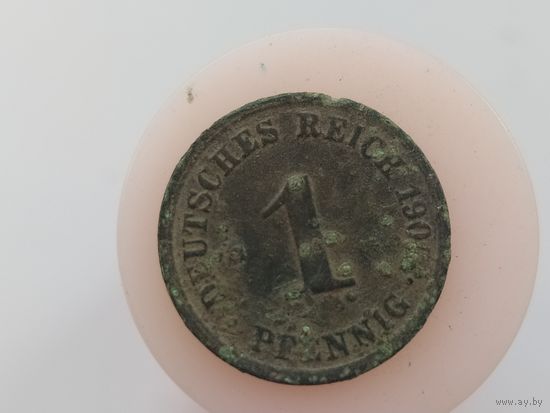 DEUTSCHES REICH 190
1
PFENNIG
www.ay.by